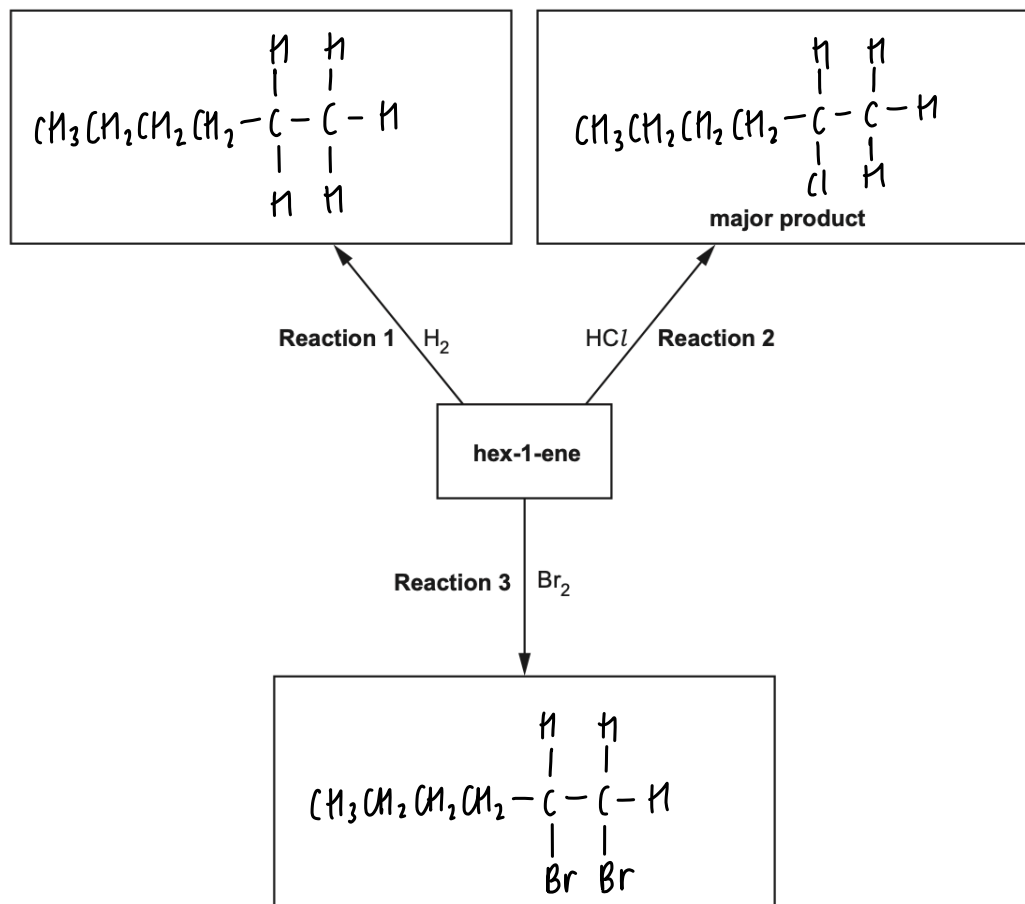 H H
CH₃CH₂CH₂CH₂–C–C–H
H H
H H
CH₃CH₂CH₂CH₂–C–C–H
Cl H
major product
Reaction 1 H₂
HCl Reaction 2
hex-1-ene
Reaction 3 Br₂
H H
CH₃CH₂CH₂CH₂–C–C–H
Br Br